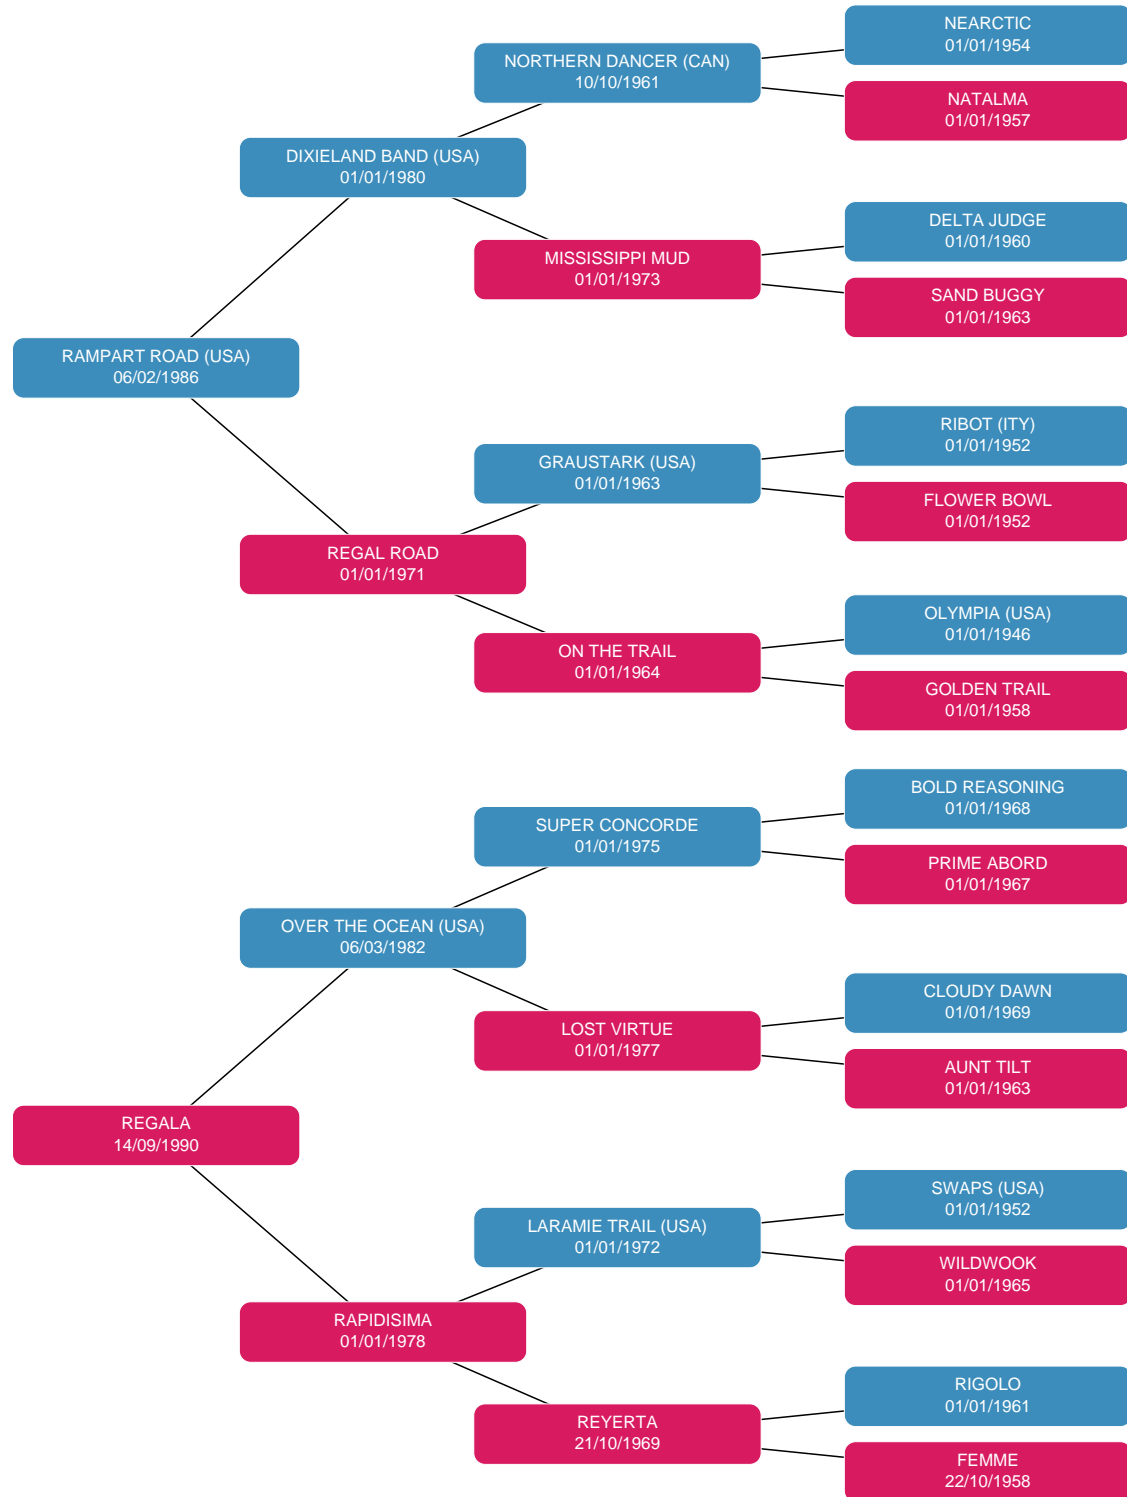 NEARCTIC
01/01/1954
NORTHERN DANCER (CAN)
10/10/1961
NATALMA
01/01/1957
DIXIELAND BAND (USA)
01/01/1980
DELTA JUDGE
01/01/1960
MISSISSIPPI MUD
01/01/1973
SAND BUGGY
01/01/1963
RAMPART ROAD (USA)
06/02/1986
RIBOT (ITY)
01/01/1952
GRAUSTARK (USA)
01/01/1963
FLOWER BOWL
01/01/1952
REGAL ROAD
01/01/1971
OLYMPIA (USA)
01/01/1946
ON THE TRAIL
01/01/1964
GOLDEN TRAIL
01/01/1958
BOLD REASONING
01/01/1968
SUPER CONCORDE
01/01/1975
PRIME ABORD
01/01/1967
OVER THE OCEAN (USA)
06/03/1982
CLOUDY DAWN
01/01/1969
LOST VIRTUE
01/01/1977
AUNT TILT
01/01/1963
REGALA
14/09/1990
SWAPS (USA)
01/01/1952
LARAMIE TRAIL (USA)
01/01/1972
WILDWOOK
01/01/1965
RAPIDISIMA
01/01/1978
RIGOLO
01/01/1961
REYERTA
21/10/1969
FEMME
22/10/1958